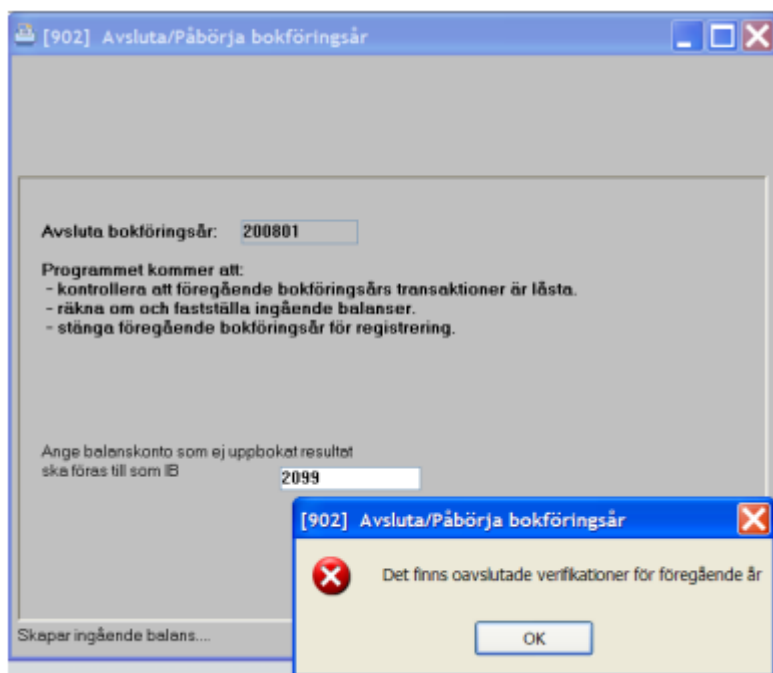 [902] Avsluta/Påbörja bokföringsår
Avsluta bokföringsår: 200801
Programmet kommer att:
- kontrollera att föregående bokföringsårs transaktioner är låsta.
- räkna om och fastställa ingående balanser.
- stänga föregående bokföringsår för registrering.
Ange balanskonto som ej uppbokat resultat
ska föras till som IB 2099
[902] Avsluta/Påbörja bokföringsår
Det finns oavslutade verifikationer för föregående år
OK
Skapar ingående balans....